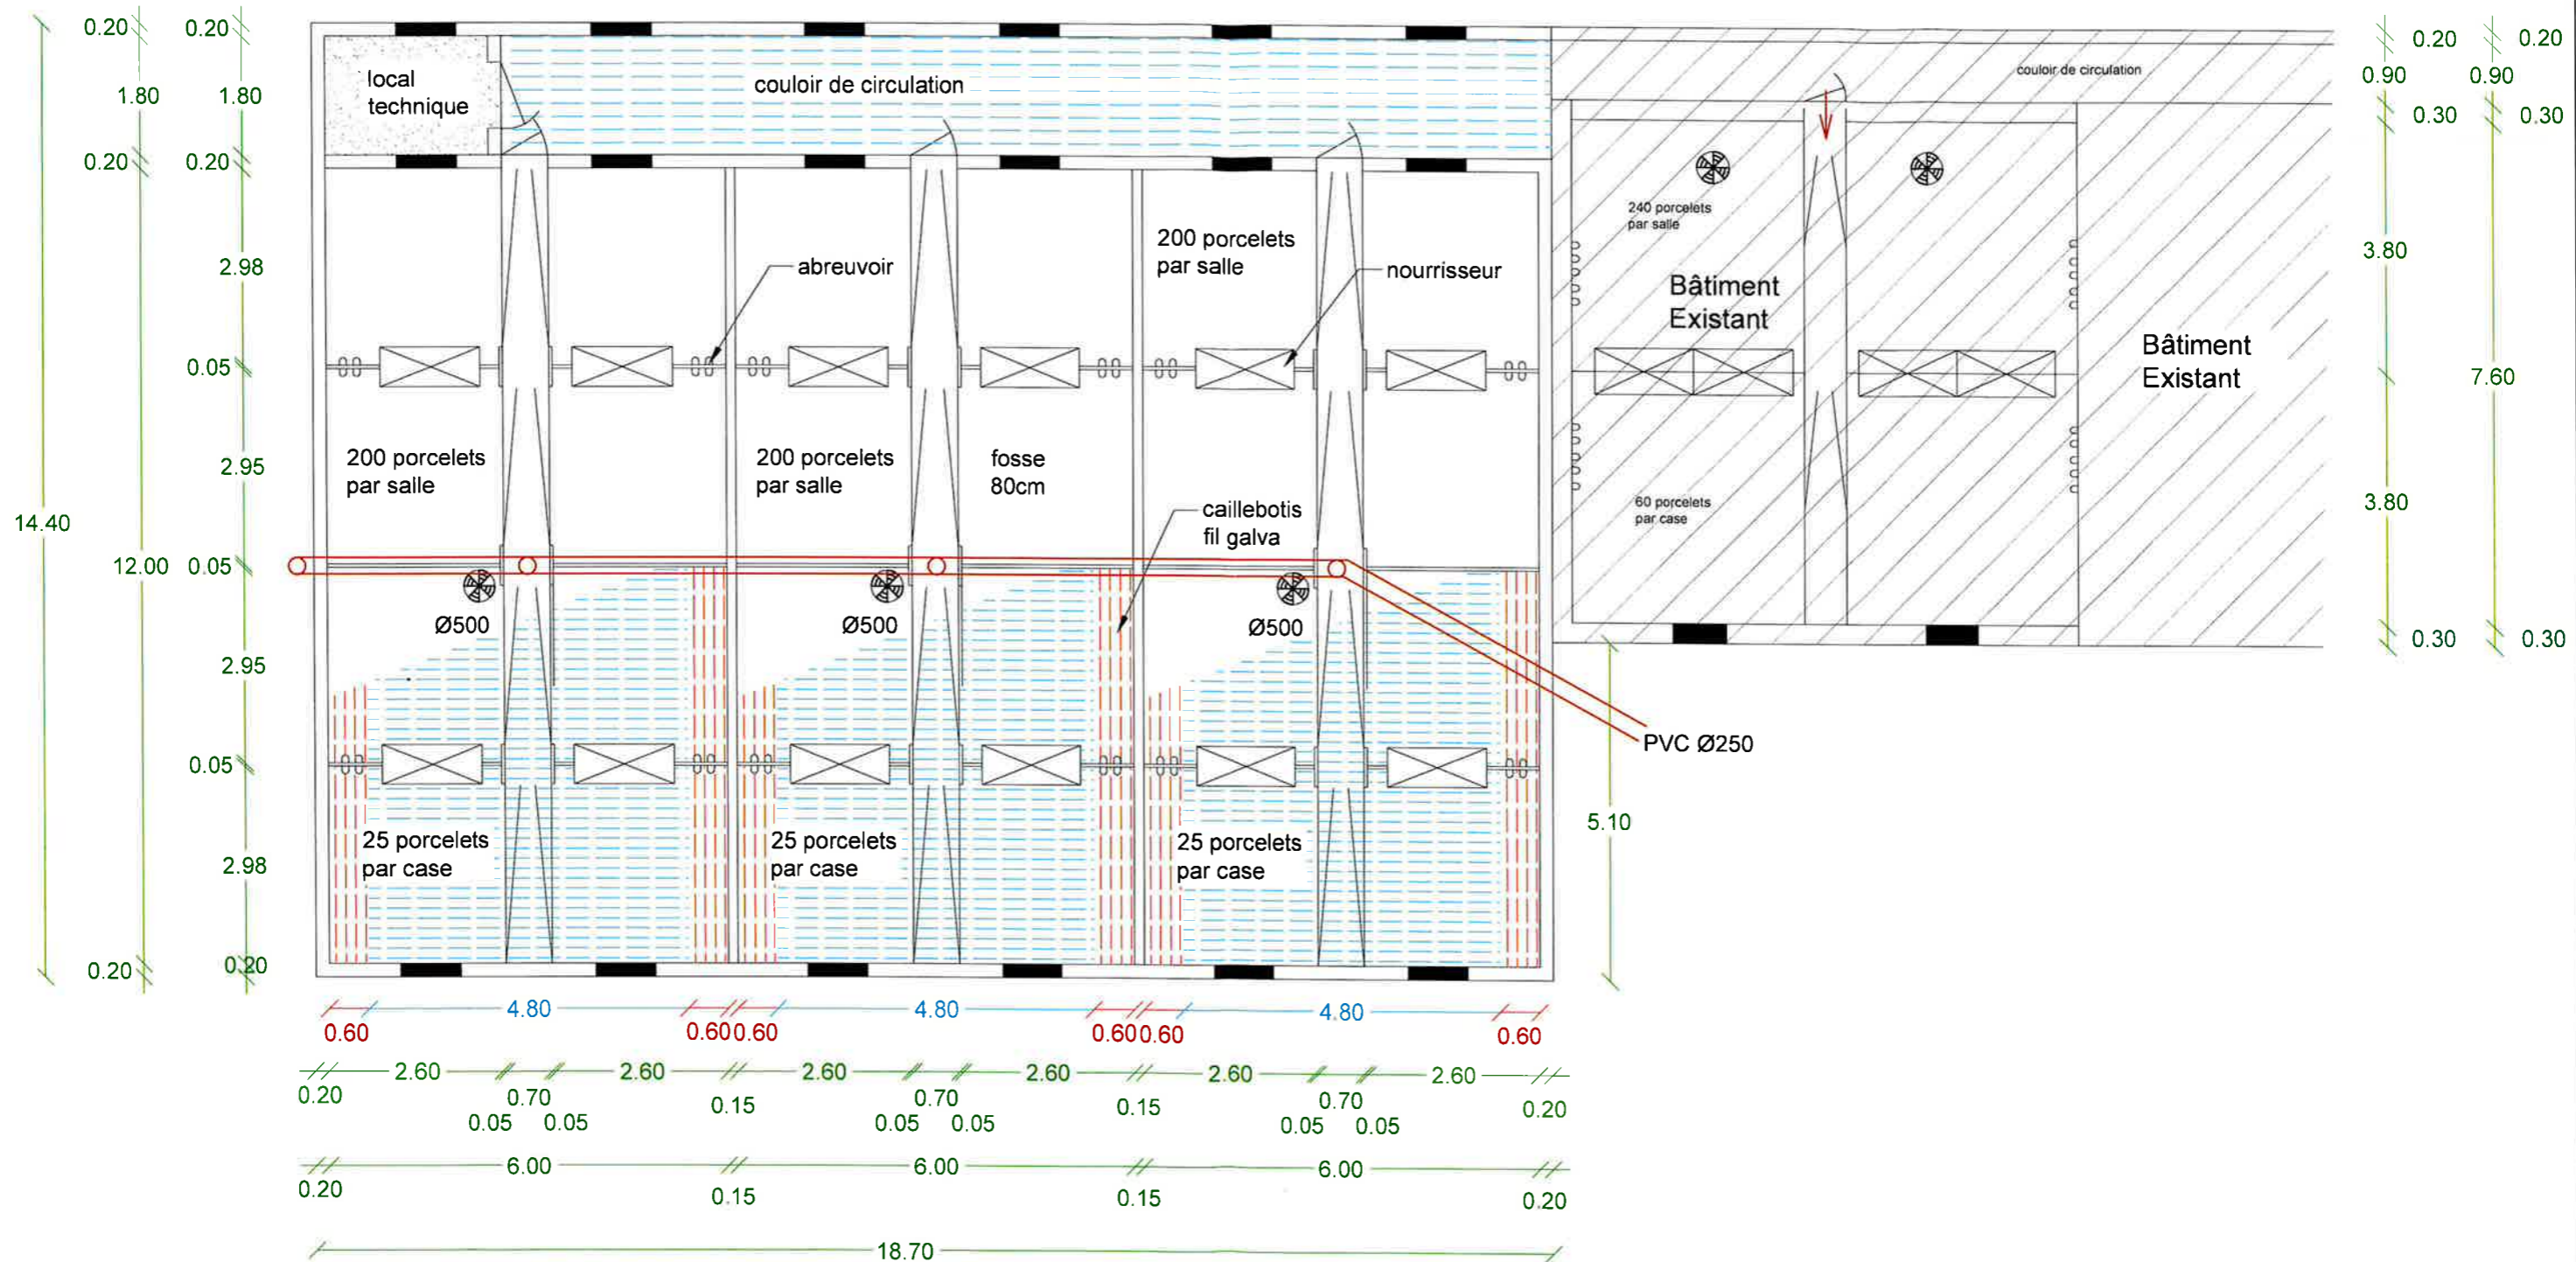 0.20
0.20
1.80
1.80
0.20
0.20
2.98
0.05
2.95
14.40
12.00
0.05
2.95
0.05
2.98
0.20
0.20
local
technique
couloir de circulation
couloir de circulation
0.20
0.20
0.90
0.90
0.30
0.30
3.80
7.60
3.80
0.30
0.30
abreuvoir
200 porcelets
par salle
nourrisseur
240 porcelets
par salle
Bâtiment
Existant
Bâtiment
Existant
200 porcelets
par salle
200 porcelets
par salle
fosse
80cm
caillebotis
fil galva
60 porcelets
par case
Ø500
Ø500
Ø500
PVC Ø250
5.10
25 porcelets
par case
25 porcelets
par case
25 porcelets
par case
4.80
4.80
4.80
0.60
0.60
0.60
0.60
0.60
0.60
2.60
2.60
2.60
2.60
2.60
2.60
0.20
0.70
0.15
0.70
0.15
0.70
0.20
0.05
0.05
0.05
0.05
0.05
0.05
6.00
6.00
6.00
0.20
0.15
0.15
0.20
18.70